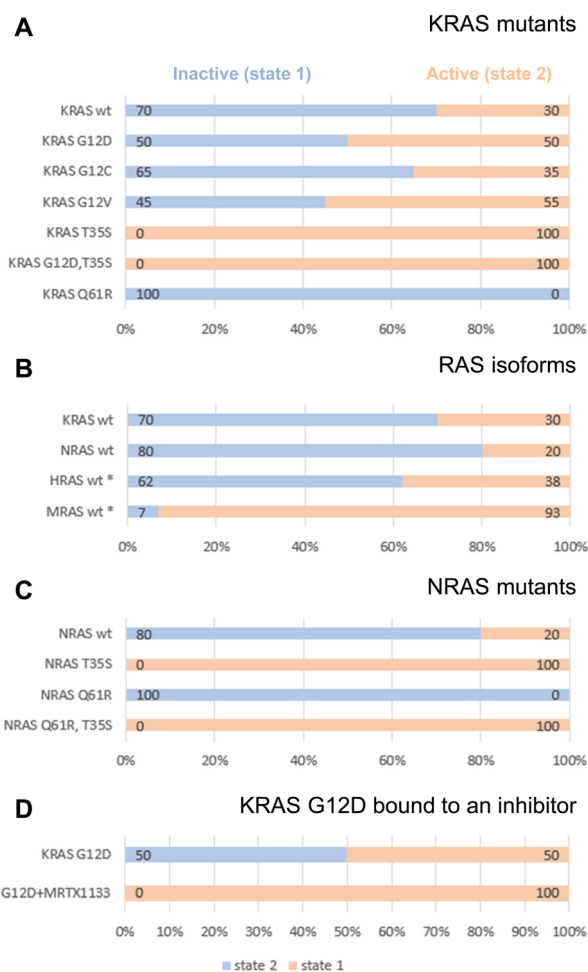 A
KRAS mutants
Inactive (state 1)
Active (state 2)
KRAS wt 70 30
KRAS G12D 50 50
KRAS G12C 65 35
KRAS G12V 45 55
KRAS T35S 0 100
KRAS G12D,T35S 0 100
KRAS Q61R 100 0
0% 20% 40% 60% 80% 100%
B
RAS isoforms
KRAS wt 70 30
NRAS wt 80 20
HRAS wt * 62 38
MRAS wt * 7 93
0% 20% 40% 60% 80% 100%
C
NRAS mutants
NRAS wt 80 20
NRAS T35S 0 100
NRAS Q61R 100 0
NRAS Q61R, T35S 0 100
0% 20% 40% 60% 80% 100%
D
KRAS G12D bound to an inhibitor
KRAS G12D 50 50
G12D+MRTX1133 0 100
0% 10% 20% 30% 40% 50% 60% 70% 80% 90% 100%
state 2 state 1